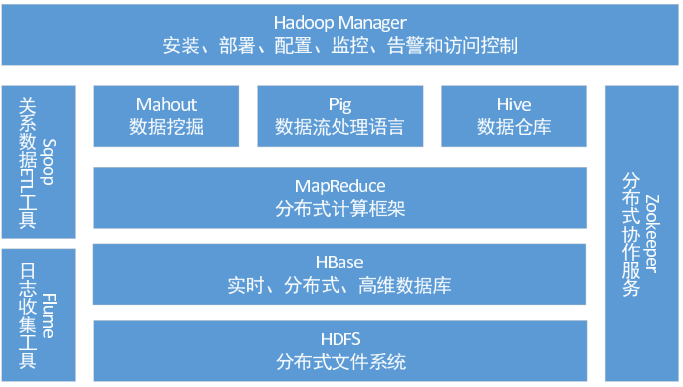 Hadoop Manager
安装、部署、配置、监控、告警和访问控制
Sqoop
关系数据ETL工具
Mahout
数据挖掘
Pig
数据流处理语言
Hive
数据仓库
MapReduce
分布式计算框架
Flume
日志收集工具
HBase
实时、分布式、高维数据库
HDFS
分布式文件系统
Zookeeper
分布式协作服务